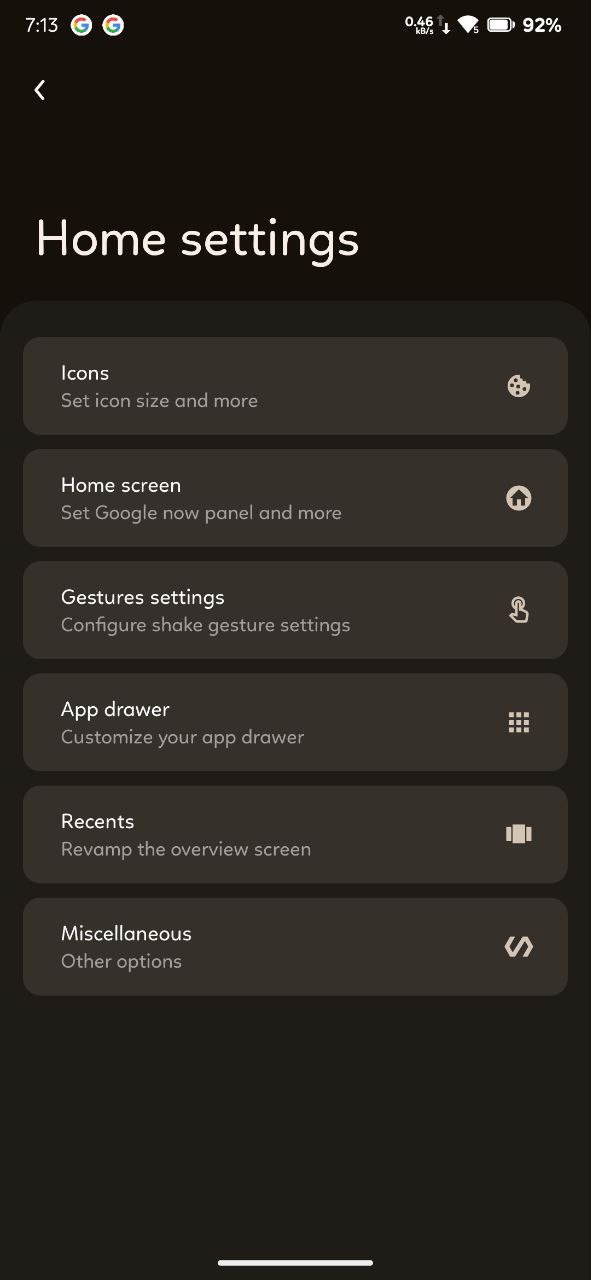 7:13
0.46
kB/s
5
92%
Home settings
Icons
Set icon size and more
Home screen
Set Google now panel and more
Gestures settings
Configure shake gesture settings
App drawer
Customize your app drawer
Recents
Revamp the overview screen
Miscellaneous
Other options